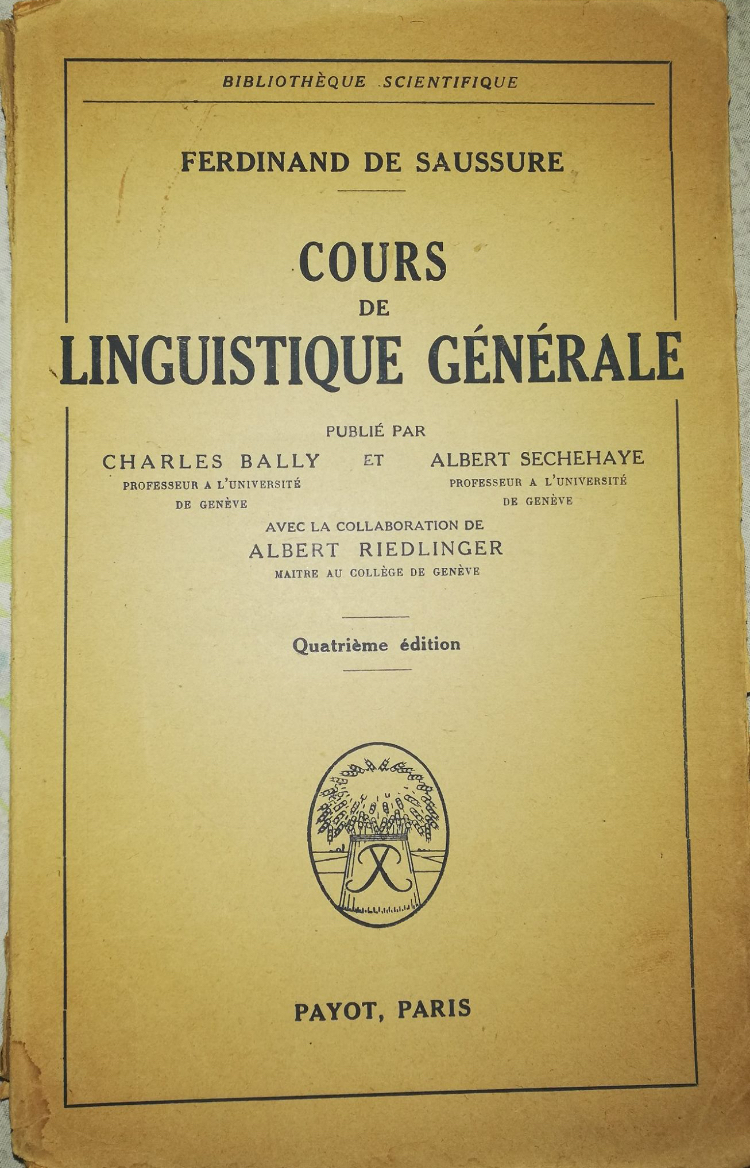 BIBLIOTHÈQUE SCIENTIFIQUE
FERDINAND DE SAUSSURE
COURS
DE
LINGUISTIQUE GÉNÉRALE
PUBLIÉ PAR
CHARLES BALLY ET ALBERT SECHEHAYE
PROFESSEUR A L'UNIVERSITÉ PROFESSEUR A L'UNIVERSITÉ
DE GENÈVE DE GENÈVE
AVEC LA COLLABORATION DE
ALBERT RIEDLINGER
MAITRE AU COLLÈGE DE GENÈVE
Quatrième édition
PAYOT, PARIS